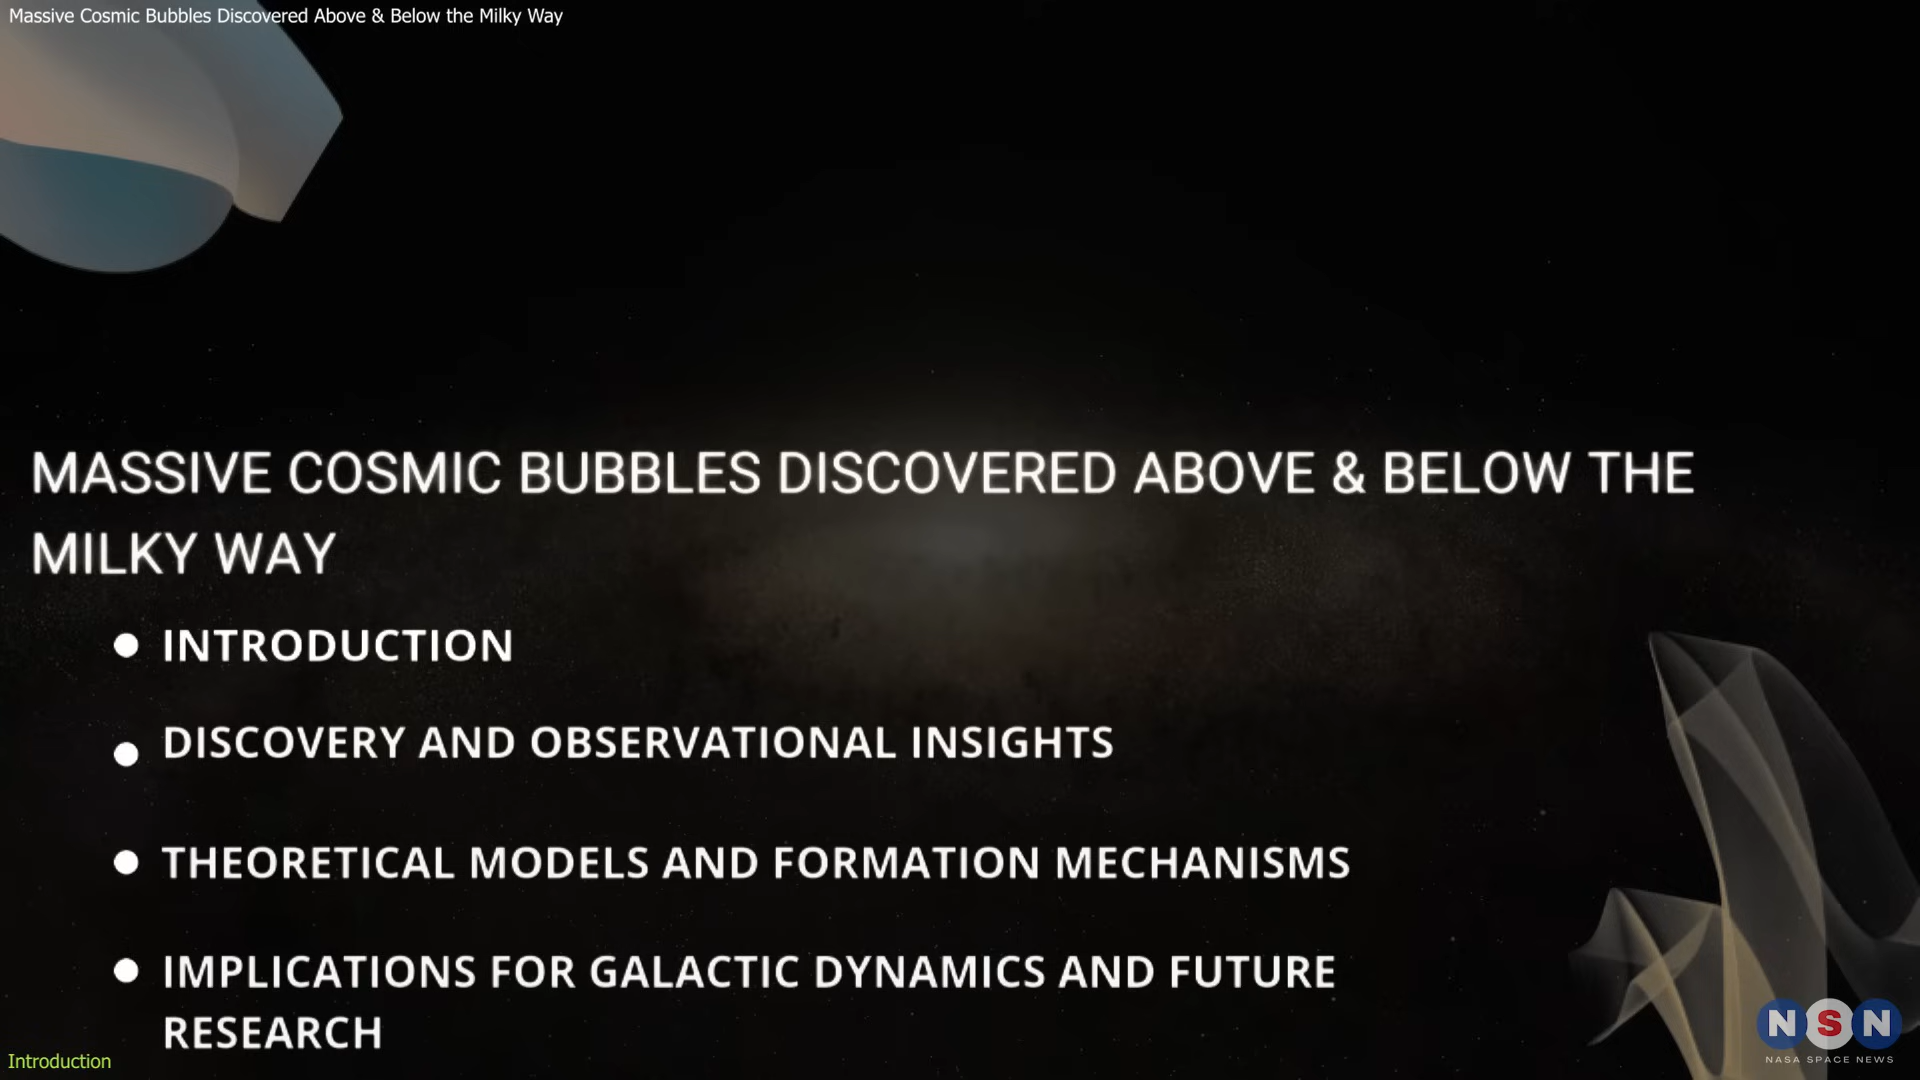 Massive Cosmic Bubbles Discovered Above & Below the Milky Way
MASSIVE COSMIC BUBBLES DISCOVERED ABOVE & BELOW THE
MILKY WAY
INTRODUCTION
DISCOVERY AND OBSERVATIONAL INSIGHTS
THEORETICAL MODELS AND FORMATION MECHANISMS
IMPLICATIONS FOR GALACTIC DYNAMICS AND FUTURE
RESEARCH
Introduction
NSN
NASA SPACE NEWS